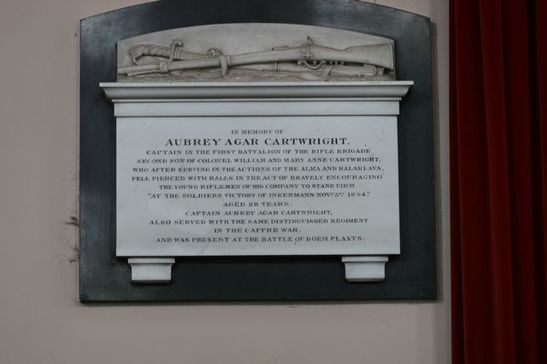 IN MEMORY OF
AUBREY AGAR CARTWRIGHT.
CAPTAIN IN THE FIRST BATTALION OF THE RIFLE BRIGADE
SECOND SON OF COLONEL WILLIAM AND MARY ANNE CARTWRIGHT,
WHO AFTER SERVING IN THE ACTIONS OF THE ALMA AND BALAKLAVA,
FELL PIERCED WITH BALLS IN THE ACT OF BRAVELY ENCOURAGING
THE YOUNG RIFLEMEN OF HIS COMPANY TO STAND FIRM
"AT THE SOLDIERS VICTORY OF INKERMANN NOVR. 5TH 1854."
AGED 29 YEARS.
CAPTAIN AUBREY AGAR CARTWRIGHT,
ALSO SERVED WITH THE SAME DISTINGUISHED REGIMENT
IN THE CAFFRE WAR.
AND WAS PRESENT AT THE BATTLE OF BOEM PLAATS.